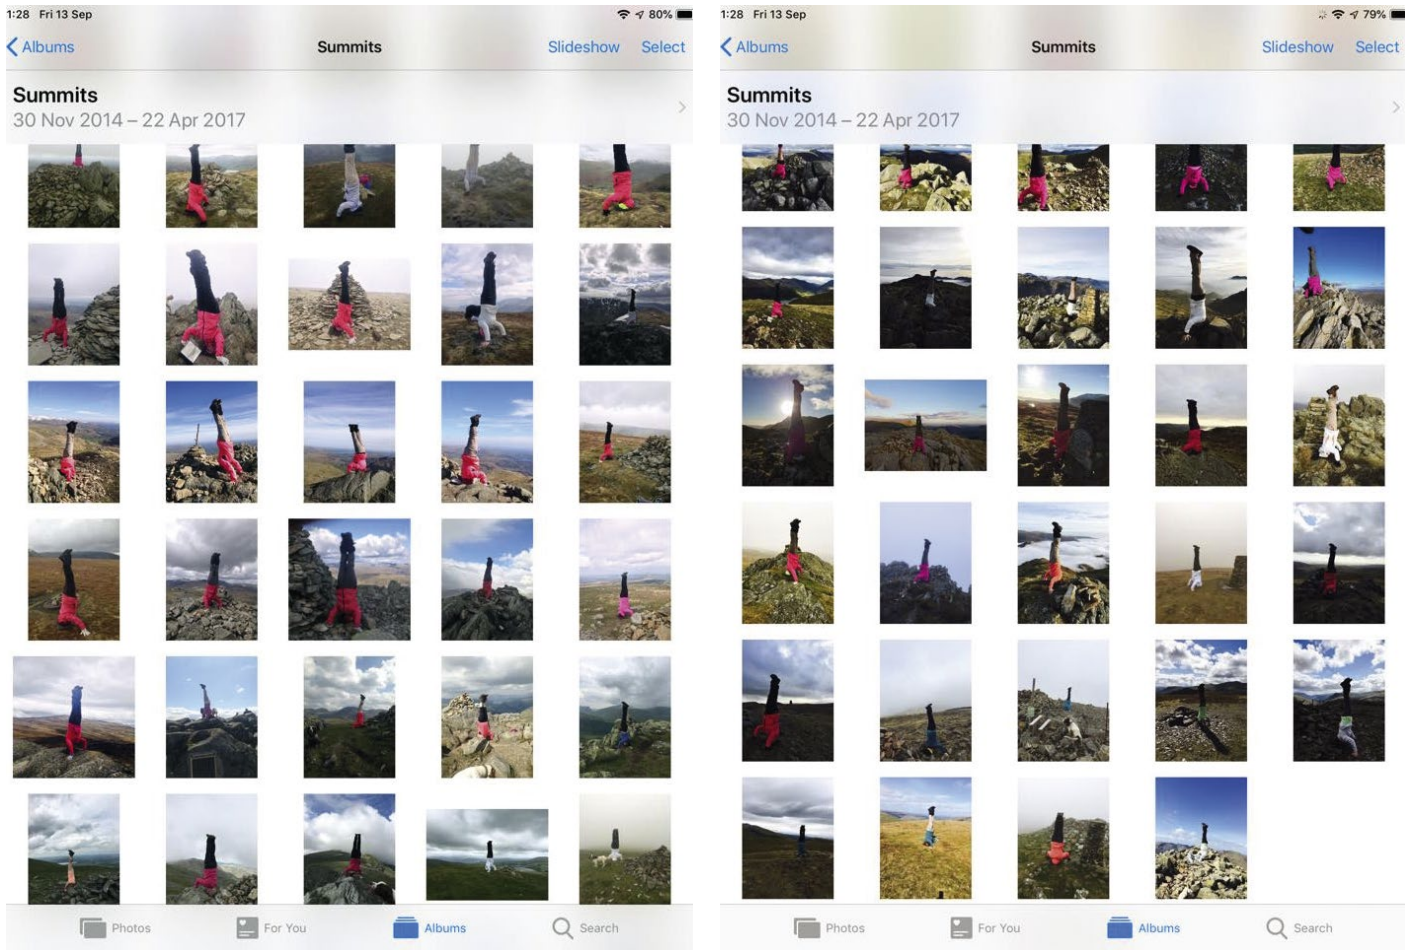 1:28 Fri 13 Sep
80%
Albums
Summits
Slideshow
Select
Summits
30 Nov 2014 – 22 Apr 2017
Photos
For You
Albums
Search
1:28 Fri 13 Sep
79%
Albums
Summits
Slideshow
Select
Summits
30 Nov 2014 – 22 Apr 2017
Photos
For You
Albums
Search